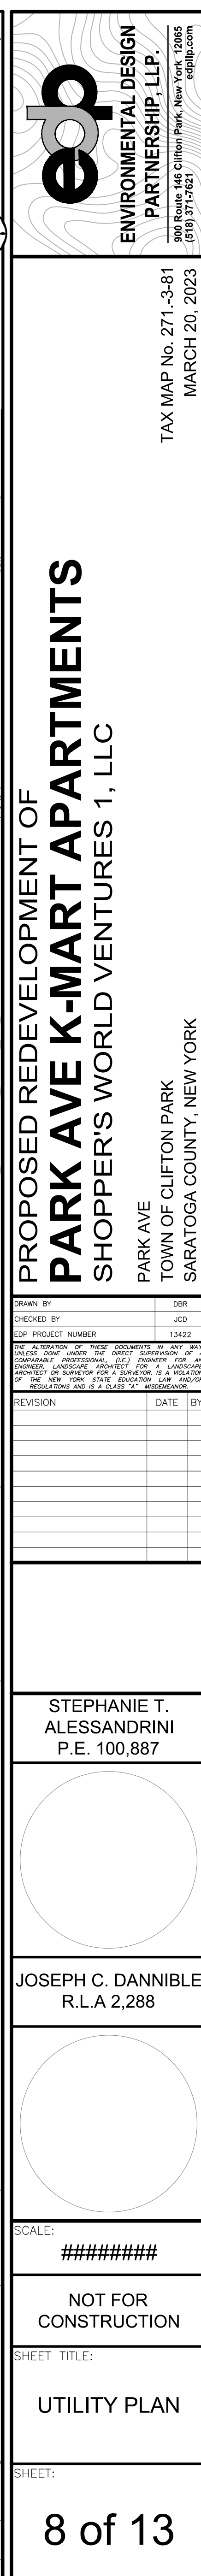 edp
ENVIRONMENTAL DESIGN
PARTNERSHIP, LLP.
900 Route 146 Clifton Park, New York 12065
(518) 371-7621 edpllp.com
TAX MAP No. 271.-3-81
MARCH 20, 2023
PROPOSED REDEVELOPMENT OF
PARK AVE K-MART APARTMENTS
SHOPPER'S WORLD VENTURES 1, LLC
PARK AVE
TOWN OF CLIFTON PARK
SARATOGA COUNTY, NEW YORK
DRAWN BY DBR
CHECKED BY JCD
EDP PROJECT NUMBER 13422
THE ALTERATION OF THESE DOCUMENTS IN ANY WAY
UNLESS DONE UNDER THE DIRECT SUPERVISION OF
COMPARABLE PROFESSIONAL, (I.E.) ENGINEER FOR AN
ENGINEER, LANDSCAPE ARCHITECT FOR A LANDSCAPE
ARCHITECT OR SURVEYOR FOR A SURVEYOR, IS A VIOLATION
OF THE NEW YORK STATE EDUCATION LAW AND/OR
REGULATIONS AND IS A CLASS "A" MISDEMEANOR.
REVISION DATE BY
STEPHANIE T.
ALESSANDRINI
P.E. 100,887
JOSEPH C. DANNIBLE
R.L.A 2,288
SCALE:
########
NOT FOR
CONSTRUCTION
SHEET TITLE:
UTILITY PLAN
SHEET:
8 of 13